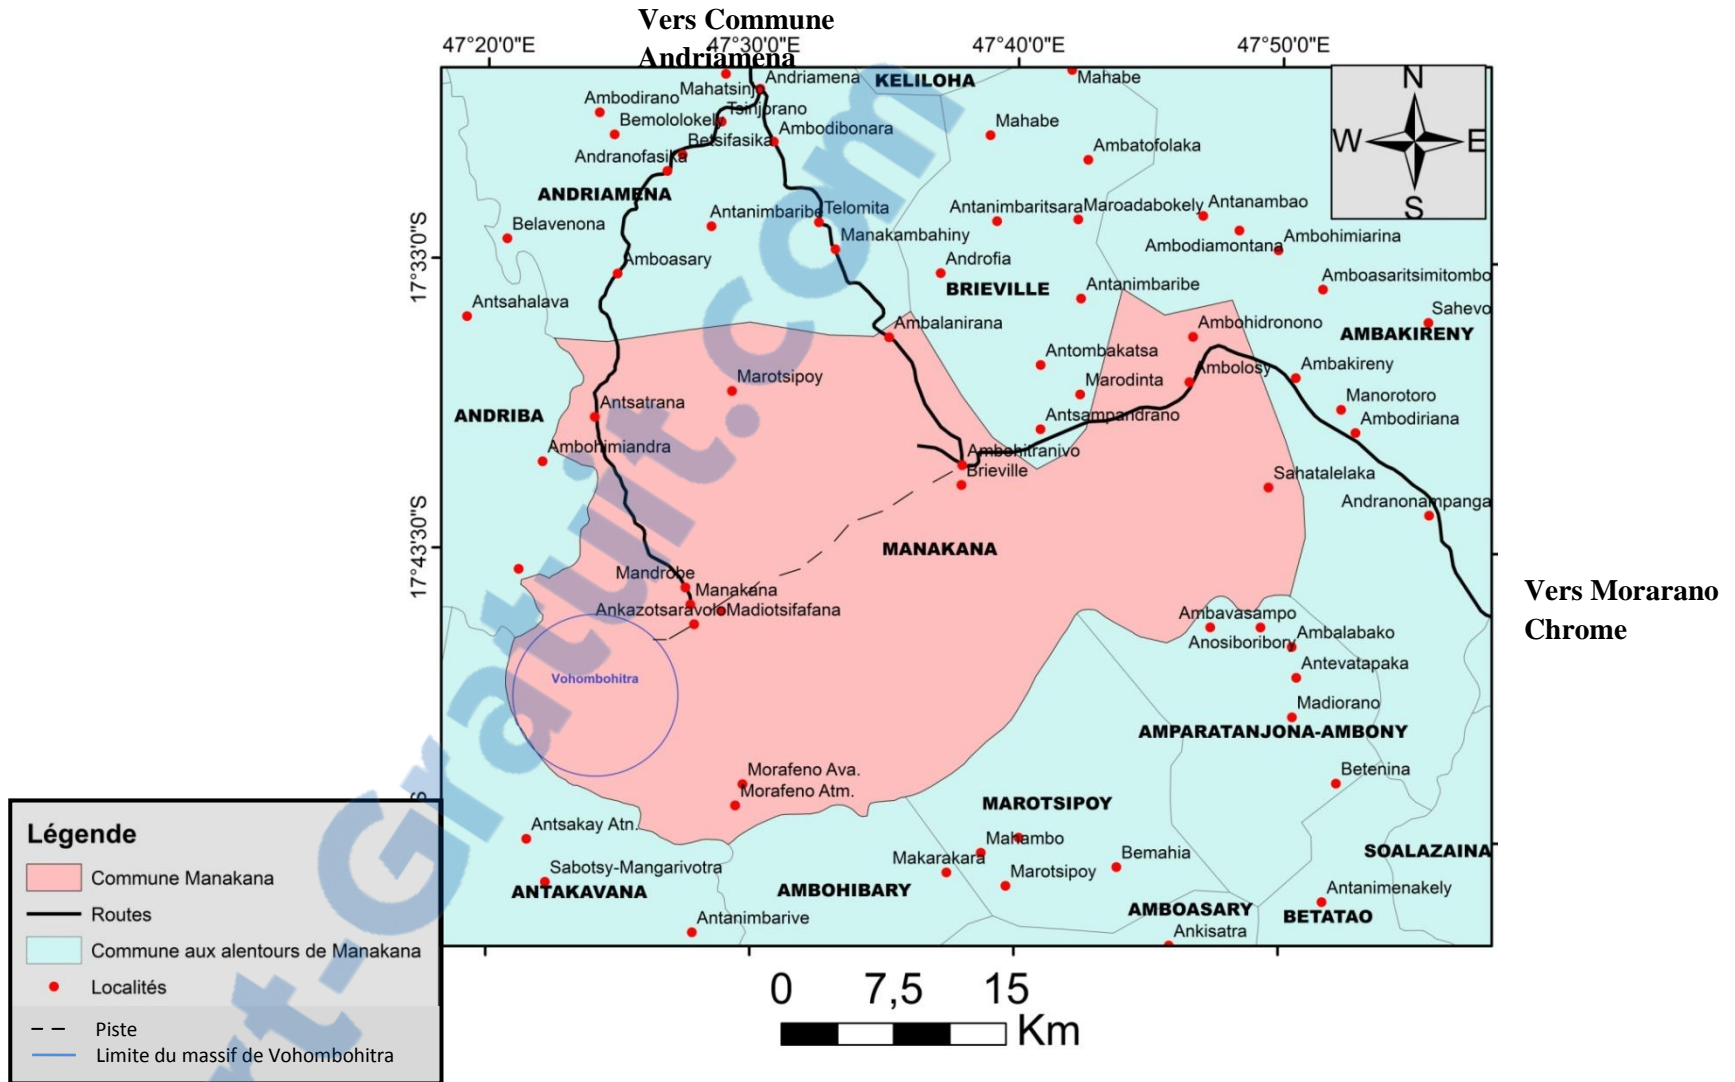 Vers Commune
Andriamena
47°20'0"E
47°30'0"E
47°40'0"E
47°50'0"E
Mahatsinjo
Andriamena
KELILOHA
Mahabe
N
W
E
S
Ambodirano
Tsinjorano
Bemololokely
Ambodibonara
Mahabe
Betsifasika
Andranofasika
Ambatofolaka
ANDRIAMENA
Antanimbaribe
Telomita
Antanimbaritsara
Maroadabokely
Antanambao
Belavenona
Manakambahiny
Ambodiamontana
Ambohimiarina
17°33'0"S
Amboasary
Androfia
BRIEVILLE
Antanimbaribe
Amboasaritsimitombo
Antsahalava
Ambalanirana
Ambohidronono
Sahevo
AMBAKIRENY
Antombakatsa
Marotsipoy
Marodinta
Ambolosy
Ambakireny
Manorotoro
ANDRIBA
Antsatrana
Antsampandrano
Ambodiriana
Ambohimiandra
Ambohitranivo
Brieville
Sahatalelaka
Andranonampanga
17°43'30"S
MANAKANA
Mandrobe
Manakana
Ankazotsaravolo
Madiotsifafana
Vers Morarano
Chrome
Ambavasampo
Anosiboribory
Ambalabako
Antevatapaka
Vohombohitra
Madiorano
AMPARATANJONA-AMBONY
Morafeno Ava.
Morafeno Atm.
Betenina
MAROTSIPOY
Antsakay Atn.
Mahambo
SOALAZAINA
Sabotsy-Mangarivotra
Makarakara
Marotsipoy
Bemahia
ANTAKAVANA
AMBOHIBARY
Antanimenakely
AMBOASARY
BETATAO
Antanimbarive
Ankisatra
S
Légende
Commune Manakana
Routes
Commune aux alentours de Manakana
Localités
Piste
Limite du massif de Vohombohitra
0 7,5 15
Km
rt-Gratuit.com